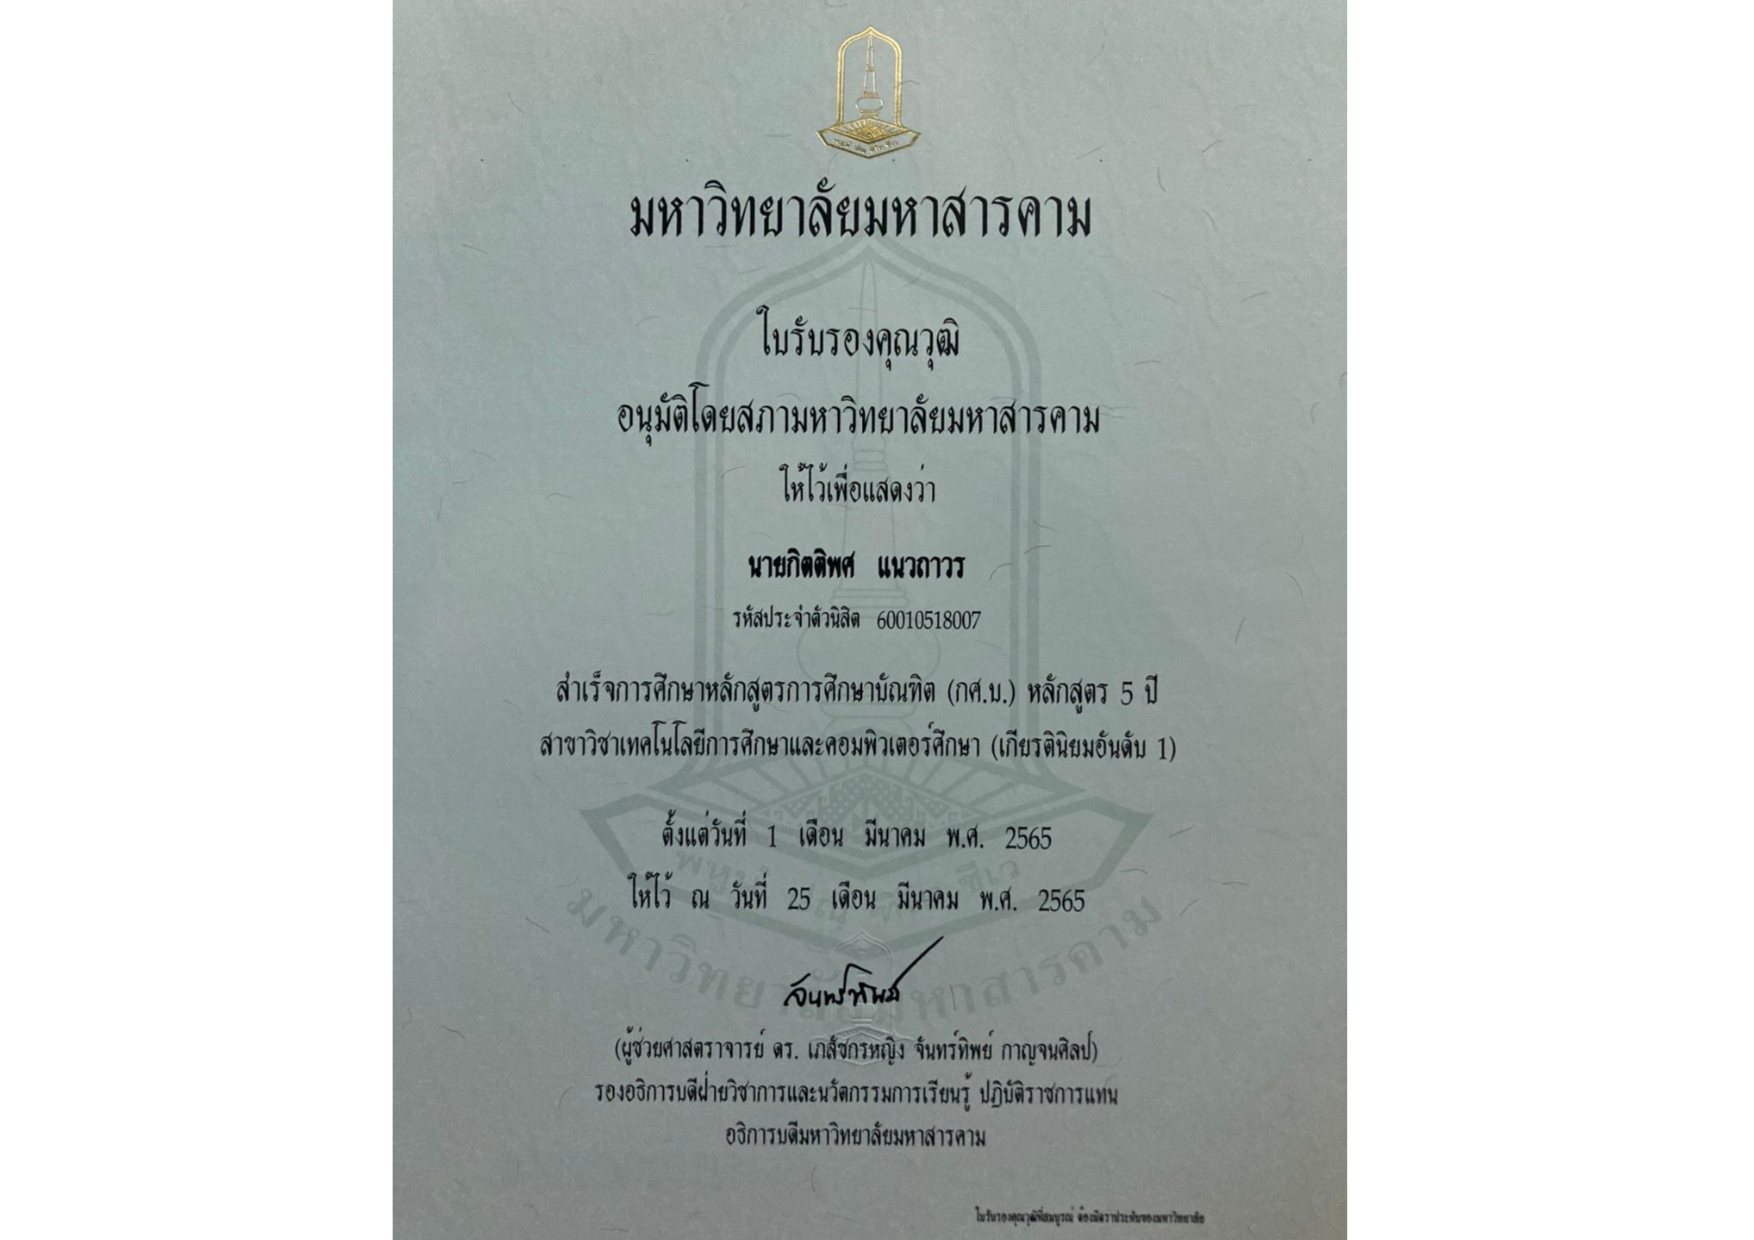 มหาวิทยาลัยมหาสารคาม
ใบรับรองคุณวุฒิ
อนุมัติโดยสภามหาวิทยาลัยมหาสารคาม
ให้ไว้เพื่อแสดงว่า
นายกิตติพศ แนวถาวร
รหัสประจำตัวนิสิต 60010518007
สำเร็จการศึกษาหลักสูตรการศึกษาบัณฑิต (กศ.บ.) หลักสูตร 5 ปี
สาขาวิชาเทคโนโลยีการศึกษาและคอมพิวเตอร์ศึกษา (เกียรตินิยมอันดับ 1)
ตั้งแต่วันที่ 1 เดือน มีนาคม พ.ศ. 2565
ให้ไว้ ณ วันที่ 25 เดือน มีนาคม พ.ศ. 2565
มหาวิทยาลัยมหาสารคาม
จันทร์ทิพย์
(ผู้ช่วยศาสตราจารย์ ดร. เภสัชกรหญิง จันทร์ทิพย์ กาญจนศิลป์)
รองอธิการบดีฝ่ายวิชาการและนวัตกรรมการเรียนรู้ ปฏิบัติราชการแทน
อธิการบดีมหาวิทยาลัยมหาสารคาม
ใบรับรองคุณวุฒิที่สมบูรณ์ ต้องมีตราประทับของมหาวิทยาลัย